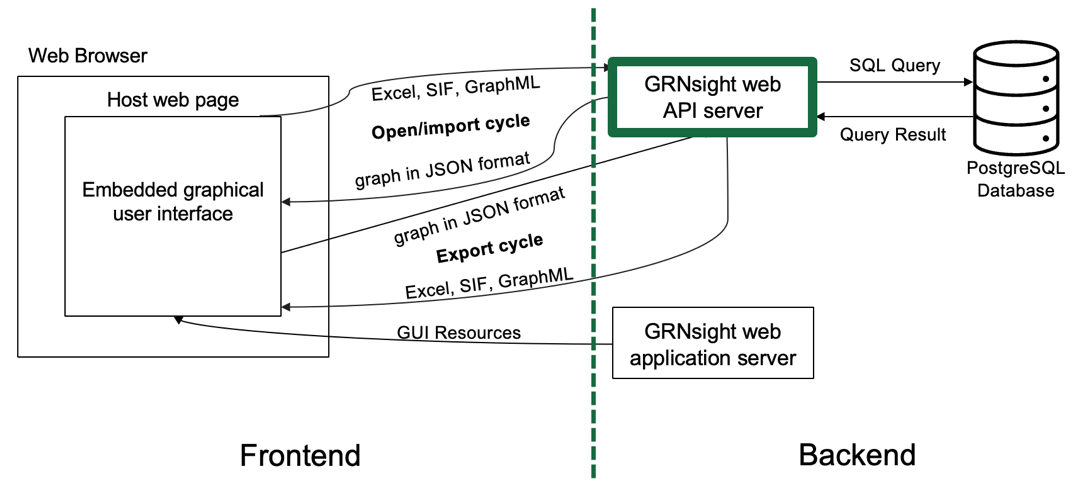 Web Browser
Host web page
Embedded graphical
user interface
Excel, SIF, GraphML
Open/import cycle
graph in JSON format
graph in JSON format
Export cycle
Excel, SIF, GraphML
GUI Resources
GRNsight web
API server
SQL Query
Query Result
PostgreSQL
Database
GRNsight web
application server
Frontend
Backend